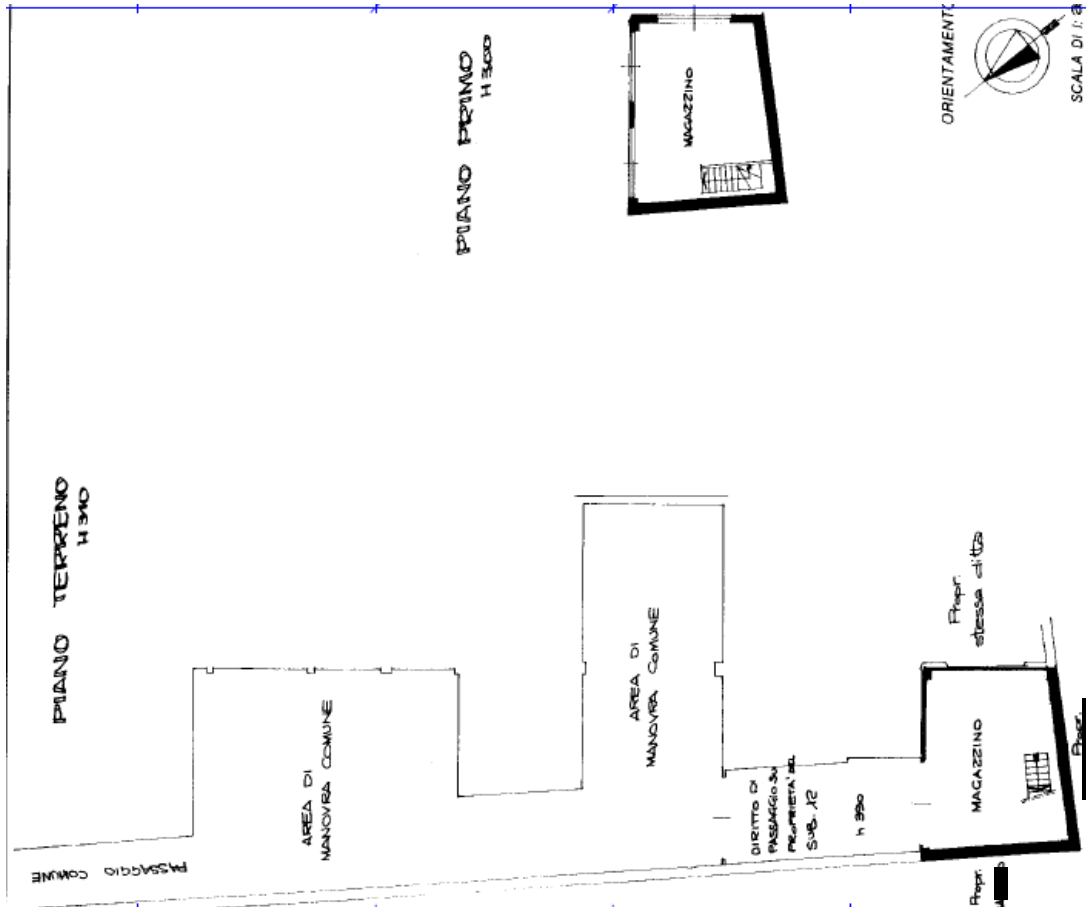 PIANO PRIMO
H 300
MAGAZZINO
ORIENTAMENTO
SCALA DI 1:
PIANO TERRENO
H 310
AREA DI
MANOVRA COMUNE
AREA DI
MANOVRA COMUNE
PASSAGGIO COMUNE
DIRITTO DI
PASSAGGIO SU
PROPRIETA' DEL
SUB. 12
h 390
MAGAZZINO
Propr.
stessa ditta
Propr.
Propr.